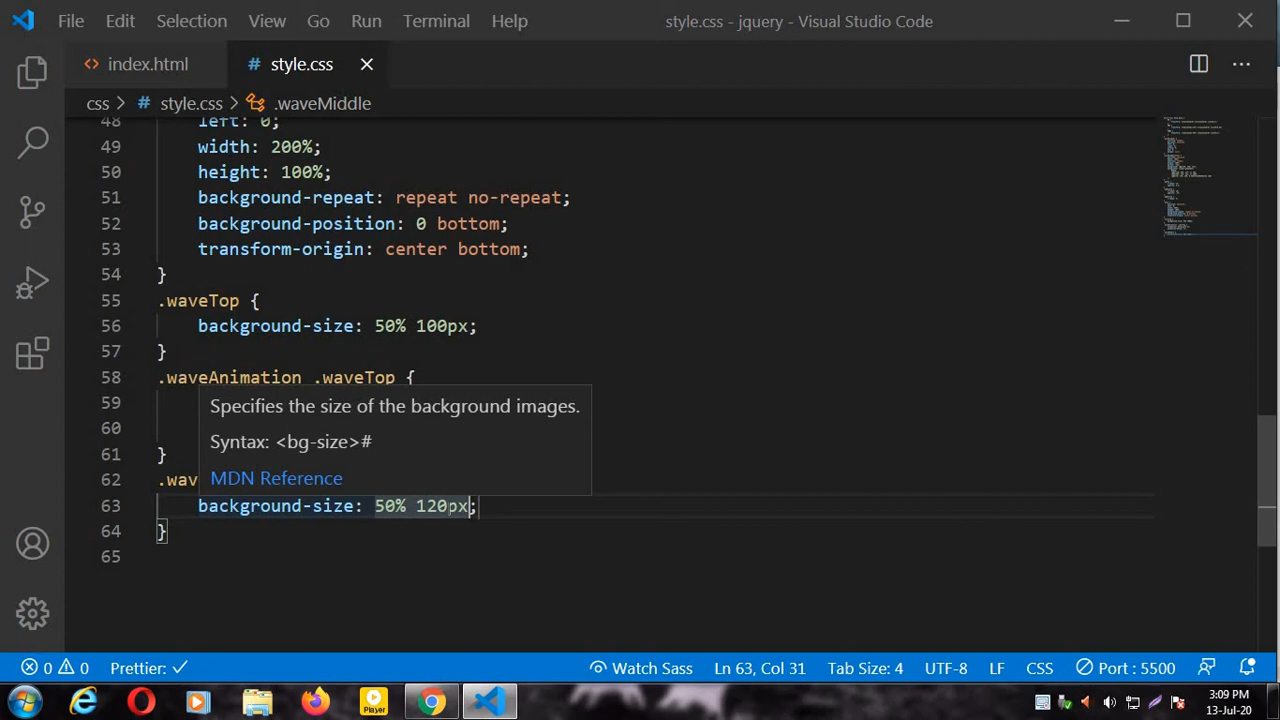 File Edit Selection View Go Run Terminal Help style.css - jquery - Visual Studio Code
<> index.html # style.css
css > # style.css > .waveMiddle
48 left: 0;
49 width: 200%;
50 height: 100%;
51 background-repeat: repeat no-repeat;
52 background-position: 0 bottom;
53 transform-origin: center bottom;
54 }
55 .waveTop {
56 background-size: 50% 100px;
57 }
58 .waveAnimation .waveTop {
59
60
61 }
62 .wav
Specifies the size of the background images.
Syntax: <bg-size>#
MDN Reference
63 background-size: 50% 120px;
64 }
65
0 0 Prettier: Watch Sass Ln 63, Col 31 Tab Size: 4 UTF-8 LF CSS Port : 5500
Player
3:09 PM
13-Jul-20